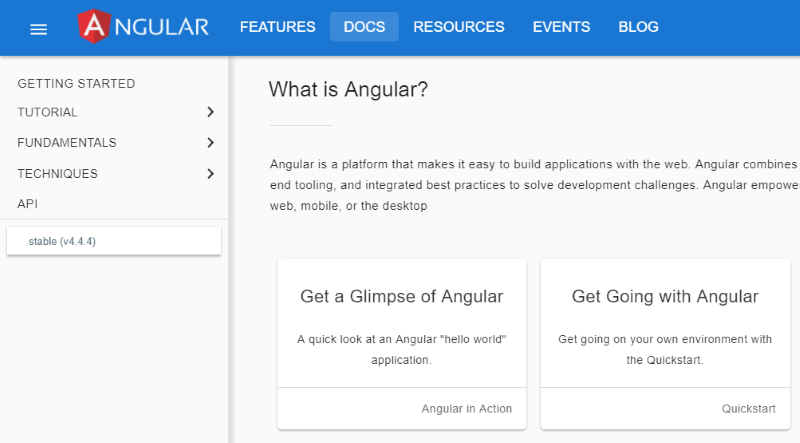 ANGULAR FEATURES DOCS RESOURCES EVENTS BLOG
GETTING STARTED
TUTORIAL
FUNDAMENTALS
TECHNIQUES
API
stable (v4.4.4)
What is Angular?
Angular is a platform that makes it easy to build applications with the web. Angular combines
end tooling, and integrated best practices to solve development challenges. Angular empowe
web, mobile, or the desktop
Get a Glimpse of Angular
A quick look at an Angular "hello world"
application.
Angular in Action
Get Going with Angular
Get going on your own environment with
the Quickstart.
Quickstart